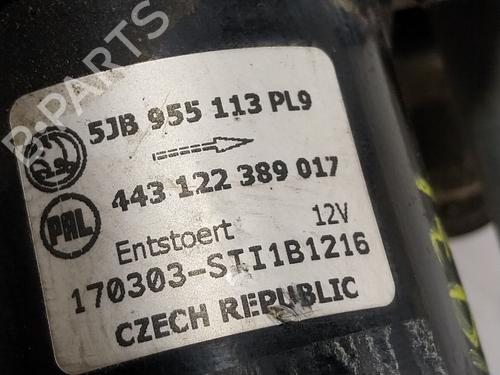 B-PARTS
5JB 955 113 PL9
443 122 389 017
PAL
Entstoert 12V
170303-STI1B1216
CZECH REPUBLIC